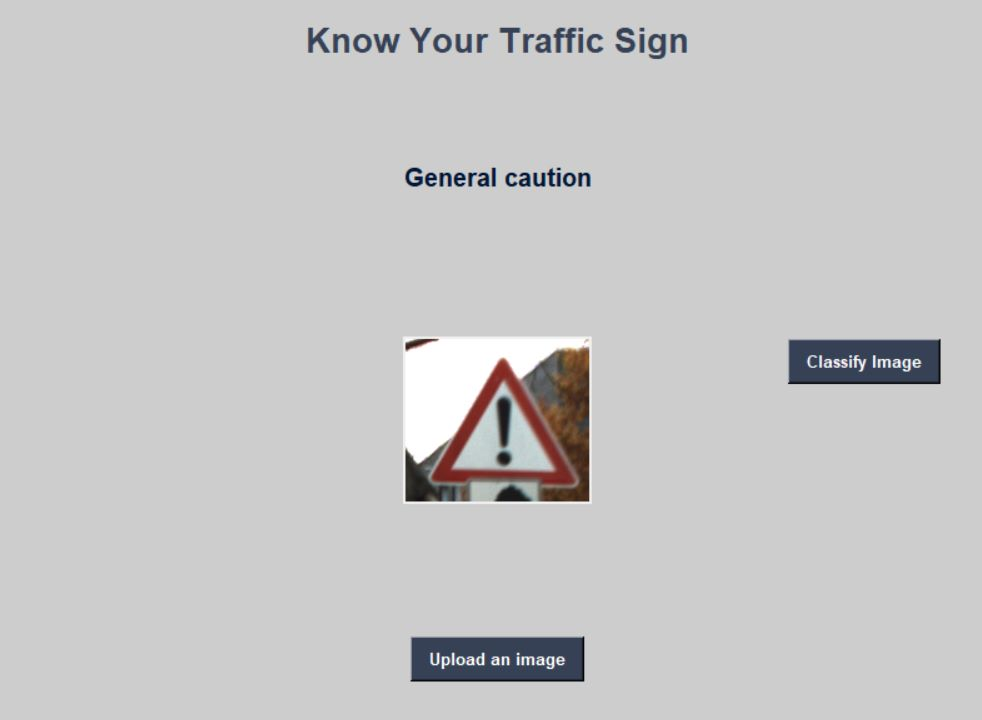 Know Your Traffic Sign
General caution
!
Classify Image
Upload an image